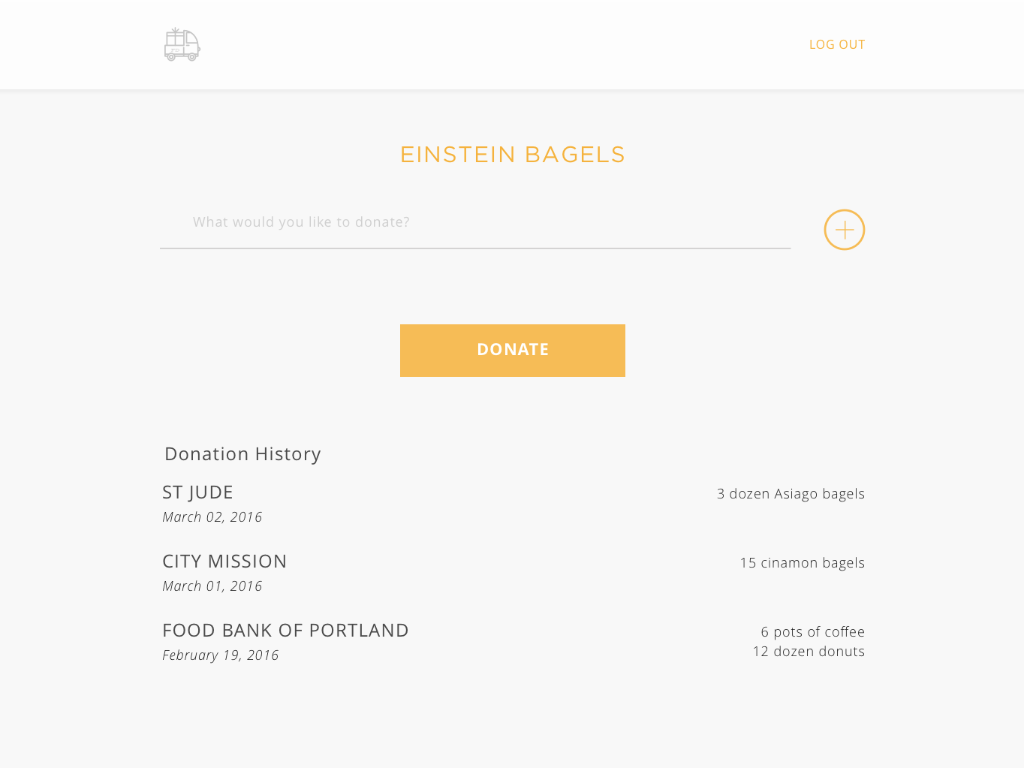 LOG OUT
EINSTEIN BAGELS
What would you like to donate?
DONATE
Donation History
ST JUDE
3 dozen Asiago bagels
March 02, 2016
CITY MISSION
15 cinamon bagels
March 01, 2016
FOOD BANK OF PORTLAND
6 pots of coffee
12 dozen donuts
February 19, 2016